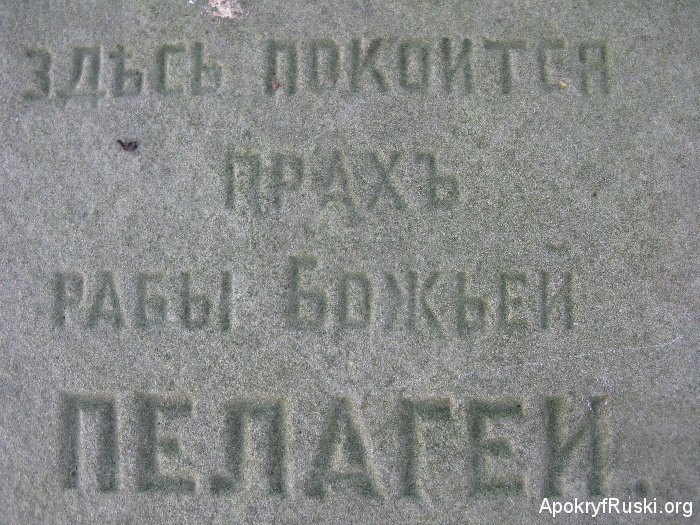 здѣсь покоится
прахъ
рабы Божьей
ПЕЛАГЕИ.
ApokryfRuski.org